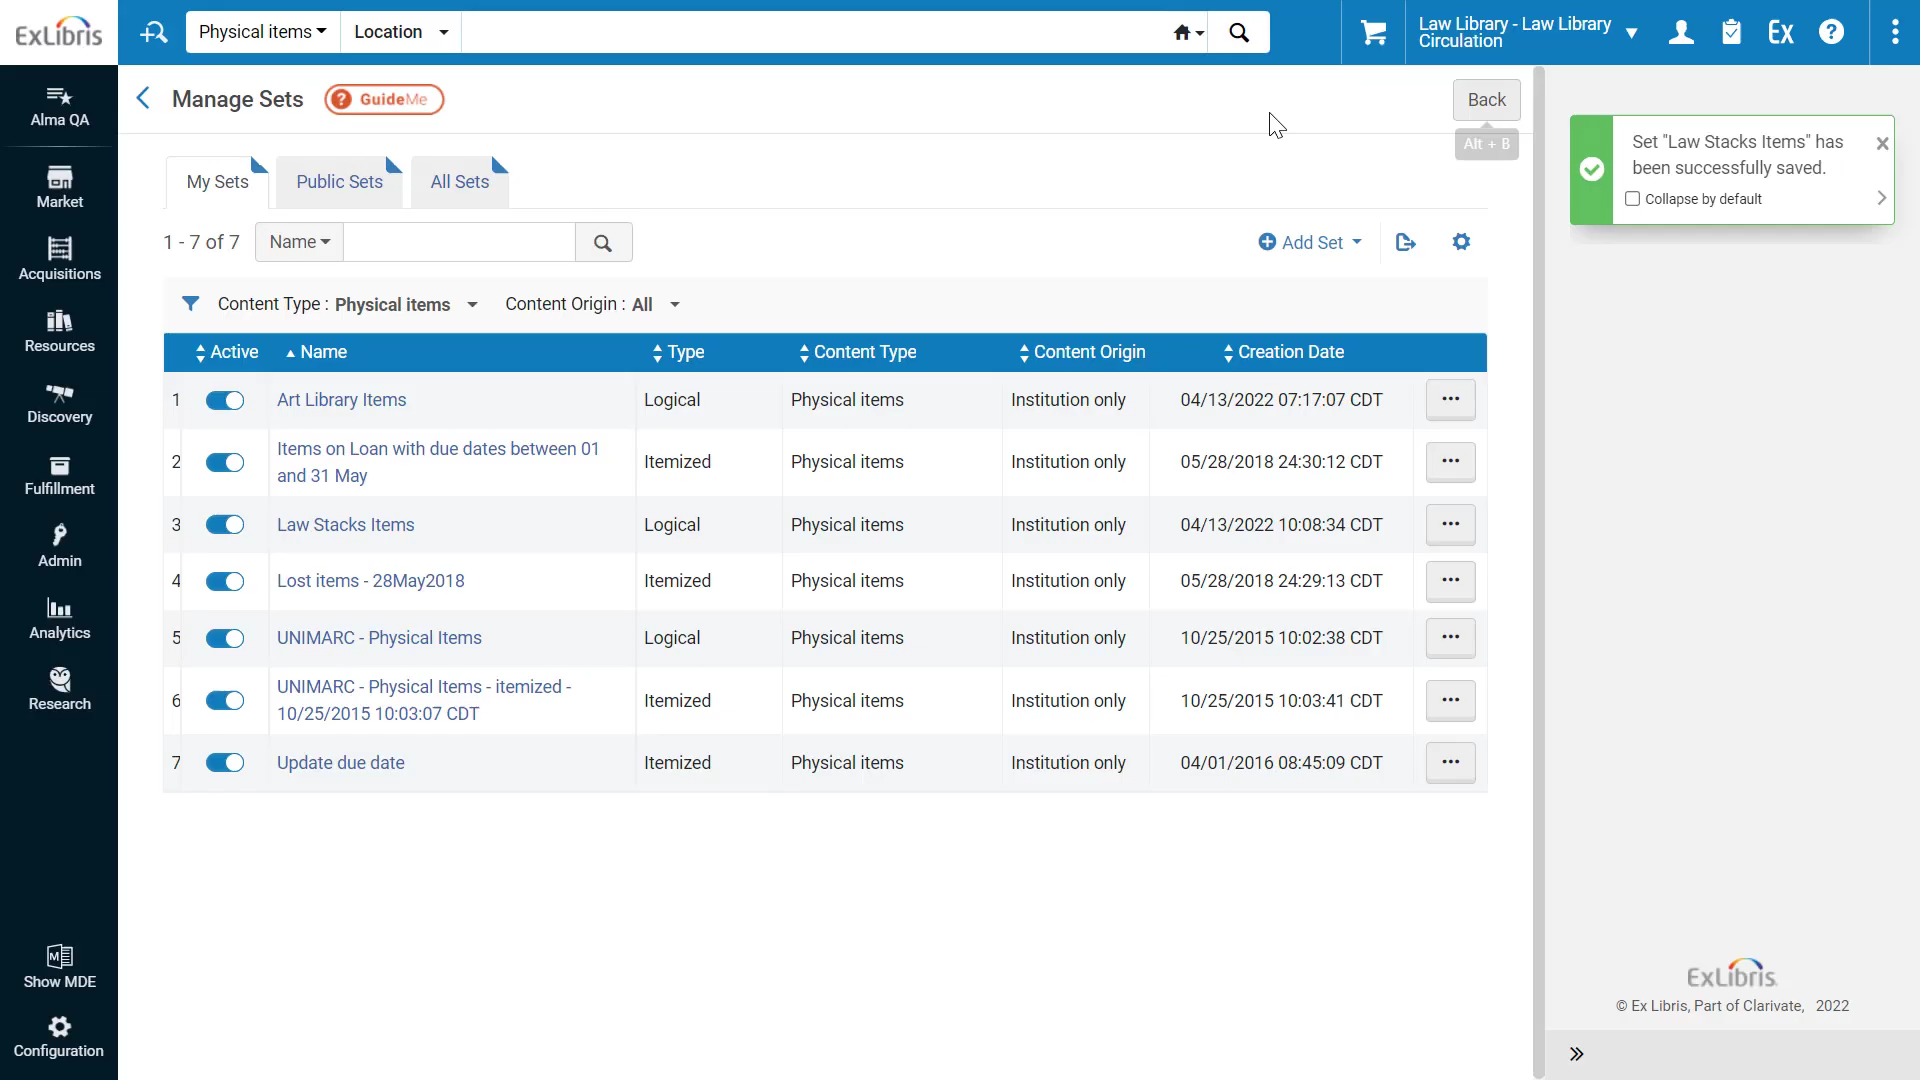 ExLibris
Physical items
Location
Law Library - Law Library
Circulation
Ex
?
Alma QA
Market
Acquisitions
Resources
Discovery
Fulfillment
Admin
Analytics
Research
Show MDE
Configuration
Manage Sets
? GuideMe
Back
Alt + B
My Sets
Public Sets
All Sets
1 - 7 of 7
Name
Add Set
Content Type : Physical items
Content Origin : All
Active Name Type Content Type Content Origin Creation Date
1 Art Library Items Logical Physical items Institution only 04/13/2022 07:17:07 CDT
2 Items on Loan with due dates between 01
and 31 May Itemized Physical items Institution only 05/28/2018 24:30:12 CDT
3 Law Stacks Items Logical Physical items Institution only 04/13/2022 10:08:34 CDT
4 Lost items - 28May2018 Itemized Physical items Institution only 05/28/2018 24:29:13 CDT
5 UNIMARC - Physical Items Logical Physical items Institution only 10/25/2015 10:02:38 CDT
6 UNIMARC - Physical Items - itemized -
10/25/2015 10:03:07 CDT Itemized Physical items Institution only 10/25/2015 10:03:41 CDT
7 Update due date Itemized Physical items Institution only 04/01/2016 08:45:09 CDT
Set "Law Stacks Items" has
been successfully saved.
Collapse by default
ExLibris
© Ex Libris, Part of Clarivate, 2022